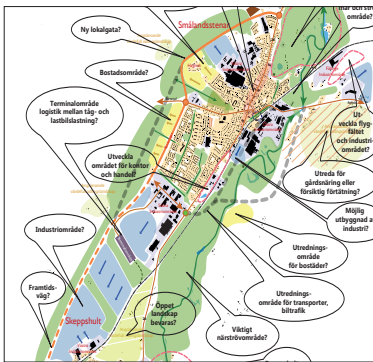 Smålandsstenar
område?
Ny lokalgata?
Bostadsområde?
Terminalområde
logistik mellan tåg- och
lastbilslastning?
Ut-
veckla flyg-
fältet
och industri-
området?
Utveckla
området för kontor
och handel?
Utreda för
gårdsnäring eller
försiktig förtätning?
Möjlig
utbyggnad a
industri?
Industriområde?
Utrednings-
område
för bostäder?
Framtids-
väg?
Utrednings-
område för transporter,
biltrafik
Öppet
landskap
bevaras?
Viktigt
närströvområde?
Skeppshult